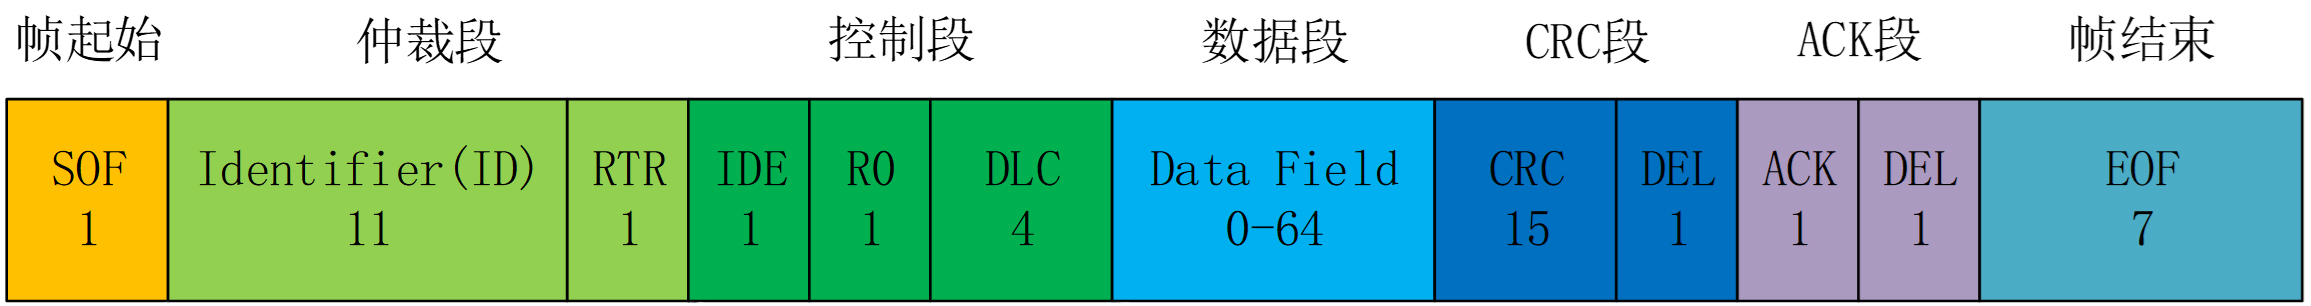 帧起始 仲裁段 控制段 数据段 CRC段 ACK段 帧结束
SOF Identifier(ID) RTR IDE R0 DLC Data Field CRC DEL ACK DEL EOF
1 11 1 1 1 4 0-64 15 1 1 1 7